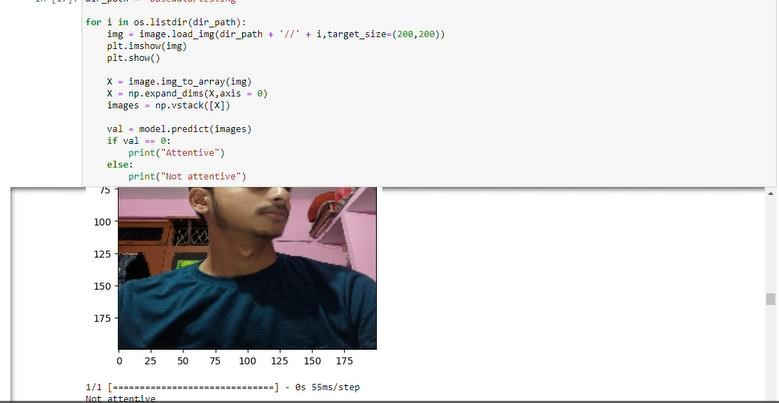 for i in os.listdir(dir_path):
img = image.load_img(dir_path + '//' + i,target_size=(200,200))
plt.imshow(img)
plt.show()
X = image.img_to_array(img)
X = np.expand_dims(X,axis = 0)
images = np.vstack([X])
val = model.predict(images)
if val == 0:
print("Attentive")
else:
print("Not attentive")
75
100
125
150
175
0 25 50 75 100 125 150 175
1/1 [==============================] - 0s 55ms/step
Not attentive